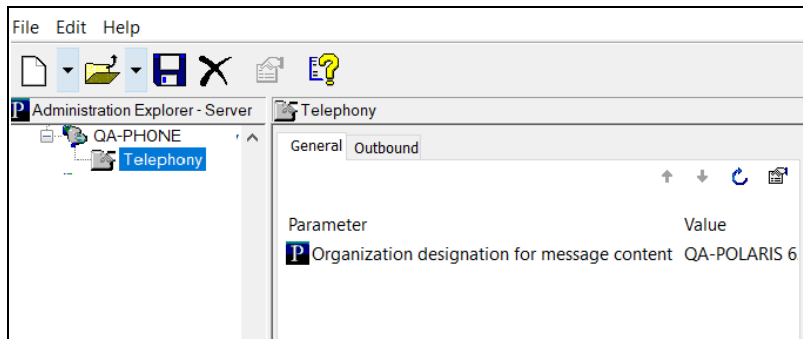 File Edit Help
Administration Explorer - Server
Telephony
QA-PHONE
General Outbound
Telephony
Parameter Value
P Organization designation for message content QA-POLARIS 6